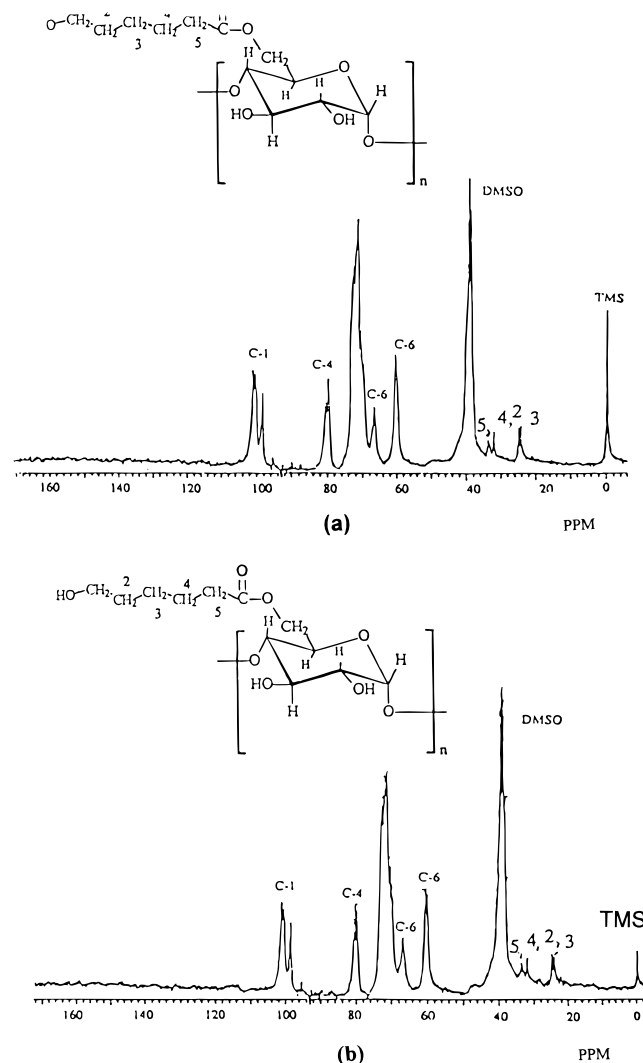 O-CH₂ 2 CH₂ 4 CH₂ O
CH₂ 3 CH₂ 5 C O
CH₂
H O
O H H H
HO OH
H O
n
DMSO
TMS
C-1
C-4
C-6
C-6
5, 4, 2 3
160 140 120 100 80 60 40 20 0
(a)
PPM
O
HO-CH₂ 2 CH₂ 4 CH₂ C O
CH₂ 3 CH₂ 5
CH₂
H O
O H H H
HO OH
H O
n
DMSO
C-1
C-4
C-6
C-6
TMS
5, 4, 2, 3
160 140 120 100 80 60 40 20 0
(b)
PPM